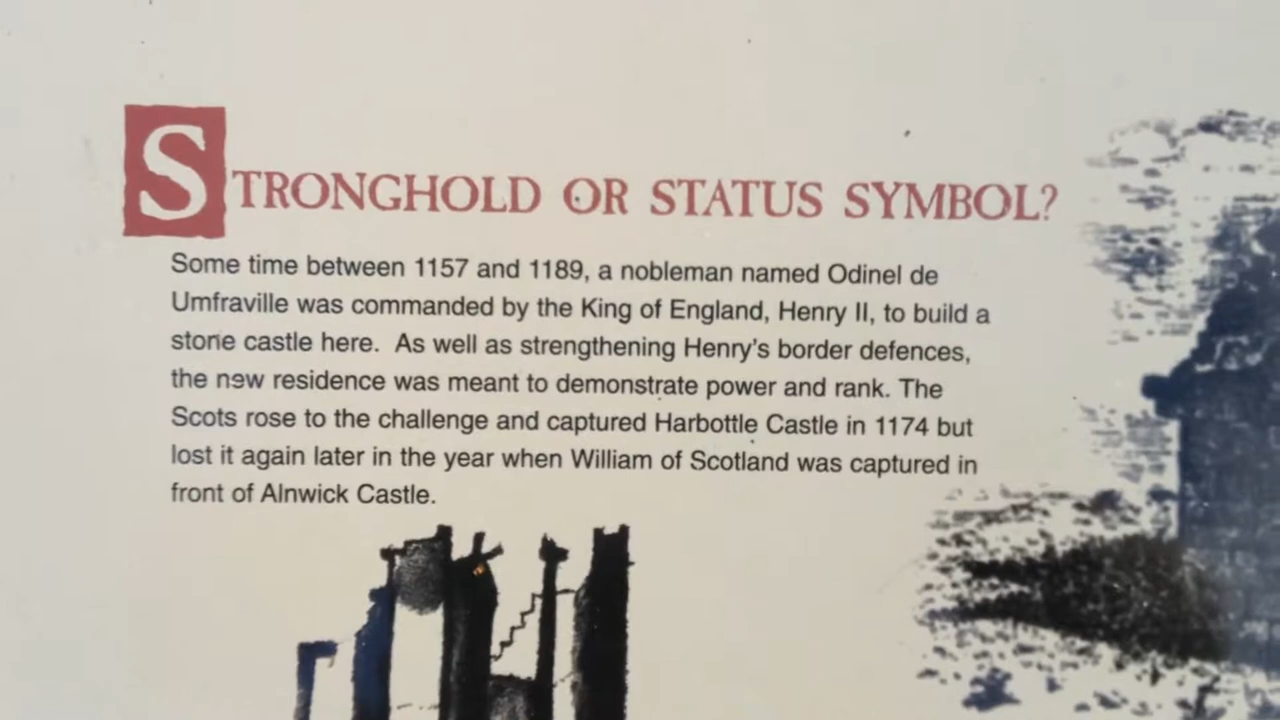 STRONGHOLD OR STATUS SYMBOL?
Some time between 1157 and 1189, a nobleman named Odinel de
Umfraville was commanded by the King of England, Henry II, to build a
stone castle here. As well as strengthening Henry's border defences,
the new residence was meant to demonstrate power and rank. The
Scots rose to the challenge and captured Harbottle Castle in 1174 but
lost it again later in the year when William of Scotland was captured in
front of Alnwick Castle.